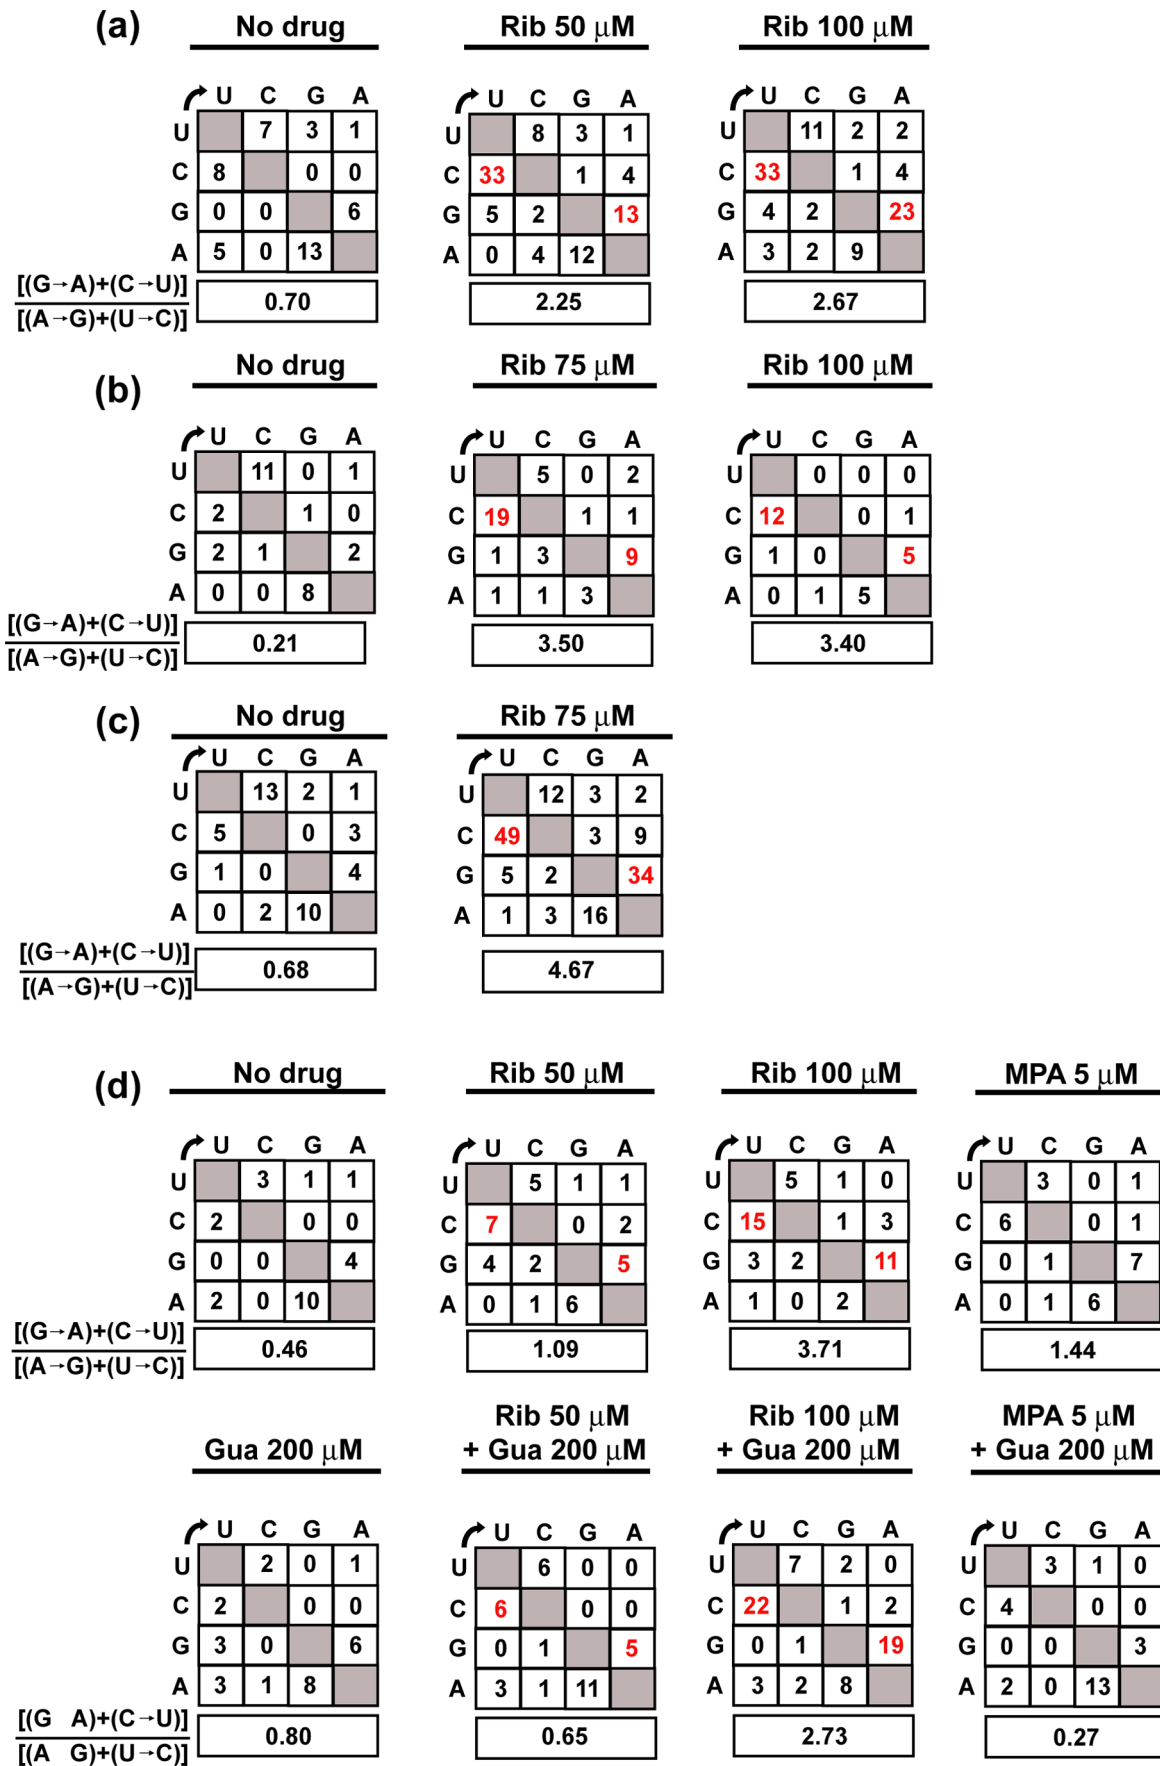 (a) No drug Rib 50 μM Rib 100 μM
U C G A U C G A U C G A
U 7 3 1 U 8 3 1 U 11 2 2
C 8 0 0 C 33 1 4 C 33 1 4
G 0 0 6 G 5 2 13 G 4 2 23
A 5 0 13 A 0 4 12 A 3 2 9
[(G→A)+(C→U)]
[(A→G)+(U→C)]
0.70 2.25 2.67
(b) No drug Rib 75 μM Rib 100 μM
U C G A U C G A U C G A
U 11 0 1 U 5 0 2 U 0 0 0
C 2 1 0 C 19 1 1 C 12 0 1
G 2 1 2 G 1 3 9 G 1 0 5
A 0 0 8 A 1 1 3 A 0 1 5
[(G→A)+(C→U)]
[(A→G)+(U→C)]
0.21 3.50 3.40
(c) No drug Rib 75 μM
U C G A U C G A
U 13 2 1 U 12 3 2
C 5 0 3 C 49 3 9
G 1 0 4 G 5 2 34
A 0 2 10 A 1 3 16
[(G→A)+(C→U)]
[(A→G)+(U→C)]
0.68 4.67
(d) No drug Rib 50 μM Rib 100 μM MPA 5 μM
U C G A U C G A U C G A U C G A
U 3 1 1 U 5 1 1 U 5 1 0 U 3 0 1
C 2 0 0 C 7 0 2 C 15 1 3 C 6 0 1
G 0 0 4 G 4 2 5 G 3 2 11 G 0 1 7
A 2 0 10 A 0 1 6 A 1 0 2 A 0 1 6
[(G→A)+(C→U)]
[(A→G)+(U→C)]
0.46 1.09 3.71 1.44
Gua 200 μM Rib 50 μM + Gua 200 μM Rib 100 μM + Gua 200 μM MPA 5 μM + Gua 200 μM
U C G A U C G A U C G A U C G A
U 2 0 1 U 6 0 0 U 7 2 0 U 3 1 0
C 2 0 0 C 6 0 0 C 22 1 2 C 4 0 0
G 3 0 6 G 0 1 5 G 0 1 19 G 0 0 3
A 3 1 8 A 3 1 11 A 3 2 8 A 2 0 13
[(G A)+(C→U)]
[(A G)+(U→C)]
0.80 0.65 2.73 0.27